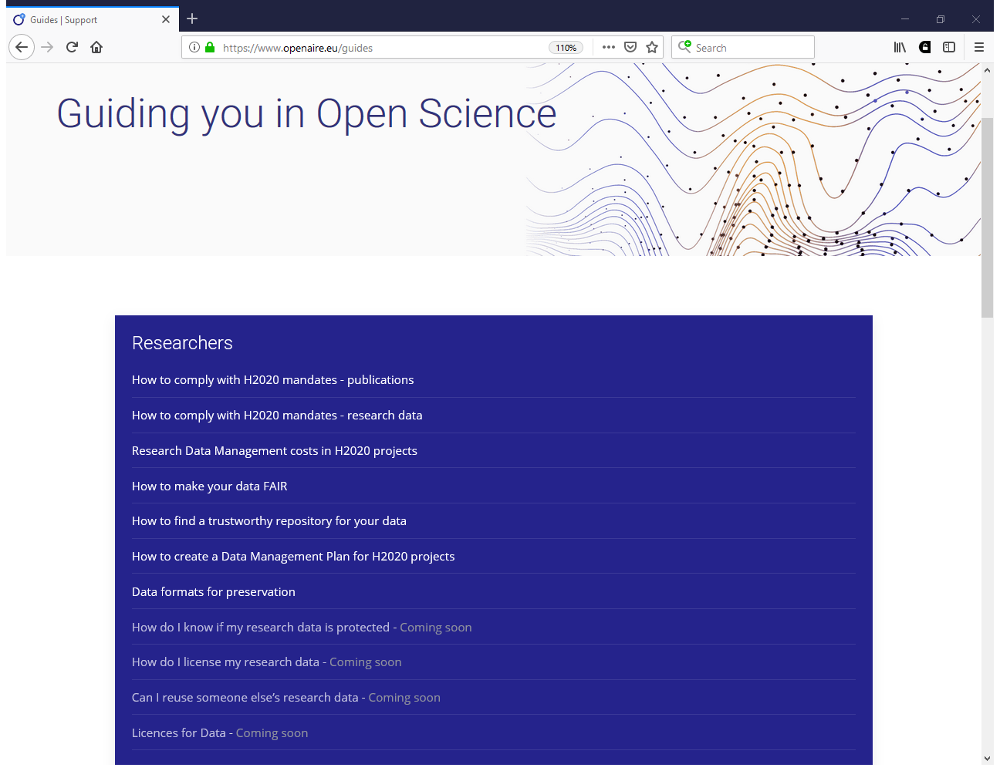 Guides | Support
https://www.openaire.eu/guides
110%
Search
Guiding you in Open Science
Researchers
How to comply with H2020 mandates - publications
How to comply with H2020 mandates - research data
Research Data Management costs in H2020 projects
How to make your data FAIR
How to find a trustworthy repository for your data
How to create a Data Management Plan for H2020 projects
Data formats for preservation
How do I know if my research data is protected - Coming soon
How do I license my research data - Coming soon
Can I reuse someone else’s research data - Coming soon
Licences for Data - Coming soon